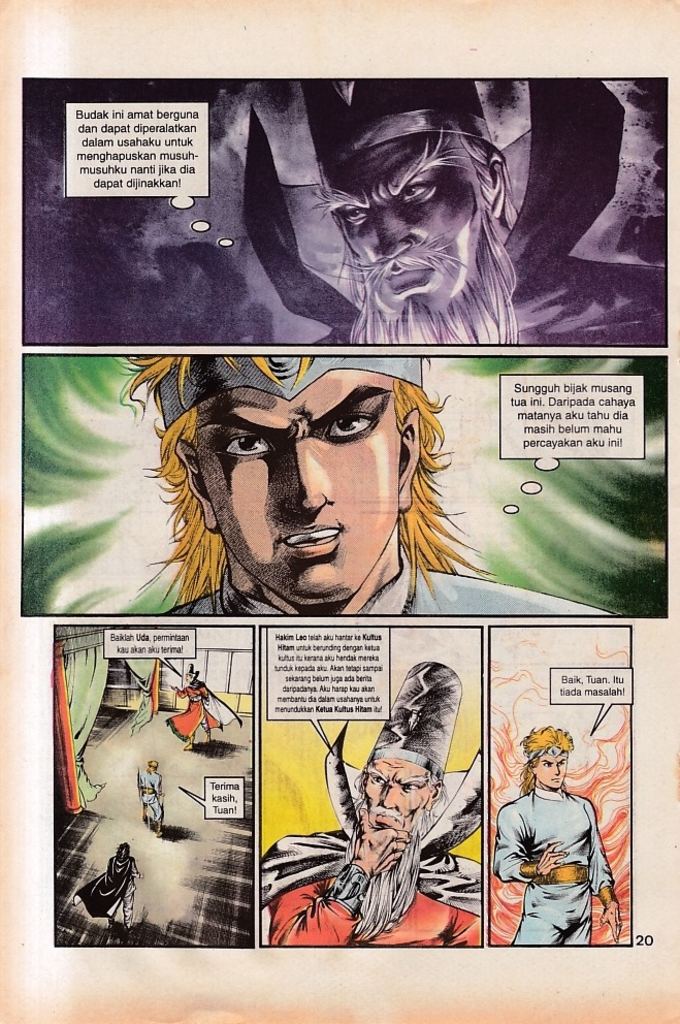 Budak ini amat berguna
dan dapat diperalatkan
dalam usahaku untuk
menghapuskan musuh-
musuhku nanti jika dia
dapat dijinakkan!
Sungguh bijak musang
tua ini. Daripada cahaya
matanya aku tahu dia
masih belum mahu
percayakan aku ini!
Baiklah Uda, permintaan
kau akan aku terima!
Terima
kasih,
Tuan!
Hakim Leo telah aku hantar ke Kultus
Hitam untuk berunding dengan ketua
kultus itu kerana aku hendak mereka
tunduk kepada aku. Akan tetapi sampai
sekarang belum juga ada berita
daripadanya. Aku harap kau akan
membantu dia dalam usahanya untuk
menundukkan Ketua Kultus Hitam itu!
Baik, Tuan. Itu
tiada masalah!
20